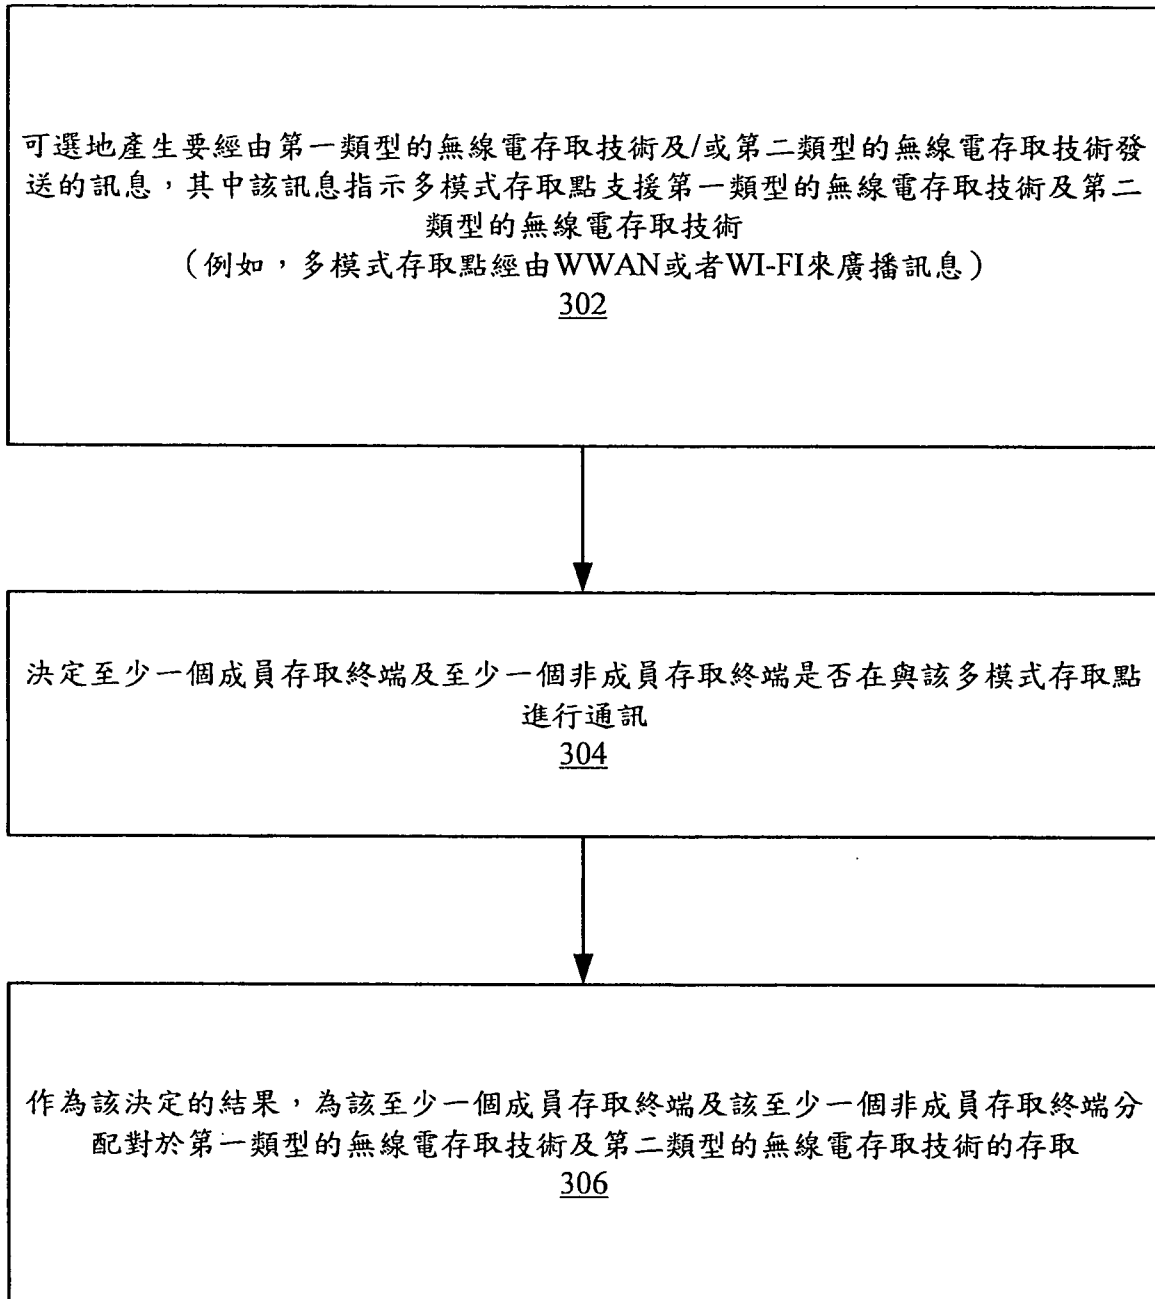 可選地產生要經由第一類型的無線電存取技術及/或第二類型的無線電存取技術發
送的訊息，其中該訊息指示多模式存取點支援第一類型的無線電存取技術及第二
類型的無線電存取技術
（例如，多模式存取點經由WWAN或者WI-FI來廣播訊息）
302
決定至少一個成員存取終端及至少一個非成員存取終端是否在與該多模式存取點
進行通訊
304
作為該決定的結果，為該至少一個成員存取終端及該至少一個非成員存取終端分
配對於第一類型的無線電存取技術及第二類型的無線電存取技術的存取
306